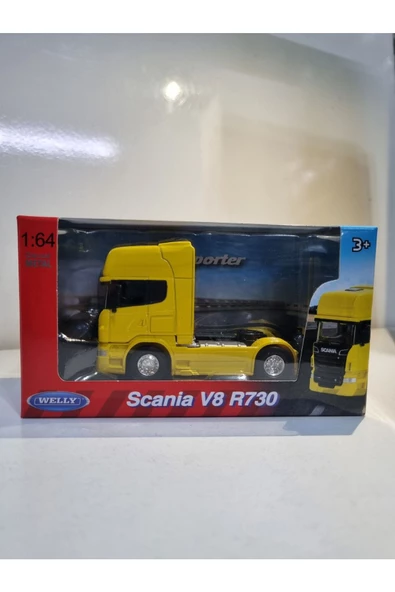 1:64
3+
porter
SCANIA
WELLY
Scania V8 R730